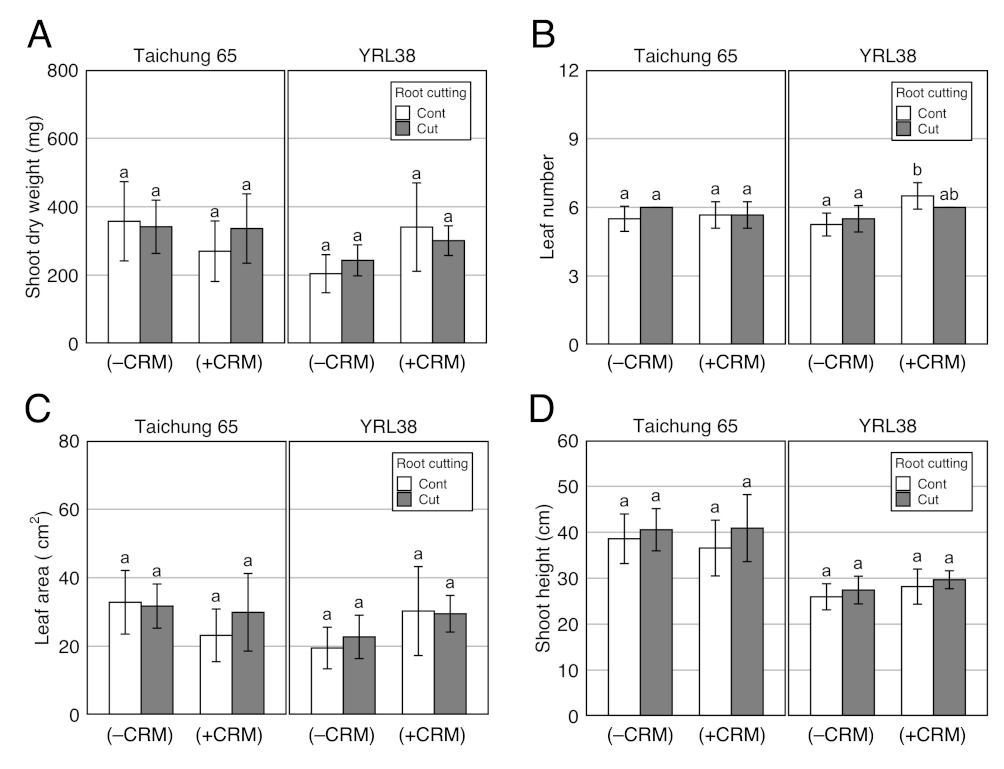 A
Taichung 65 YRL38
Shoot dry weight (mg)
800
600
400
200
0
Root cutting
Cont
Cut
a a a a a a a a
(–CRM) (+CRM) (–CRM) (+CRM)
B
Taichung 65 YRL38
Leaf number
12
9
6
3
0
Root cutting
Cont
Cut
a a a a a a b ab
(–CRM) (+CRM) (–CRM) (+CRM)
C
Taichung 65 YRL38
Leaf area ( cm²)
80
60
40
20
0
Root cutting
Cont
Cut
a a a a a a a a
(–CRM) (+CRM) (–CRM) (+CRM)
D
Taichung 65 YRL38
Shoot height (cm)
60
50
40
30
20
10
0
Root cutting
Cont
Cut
a a a a a a a a
(–CRM) (+CRM) (–CRM) (+CRM)